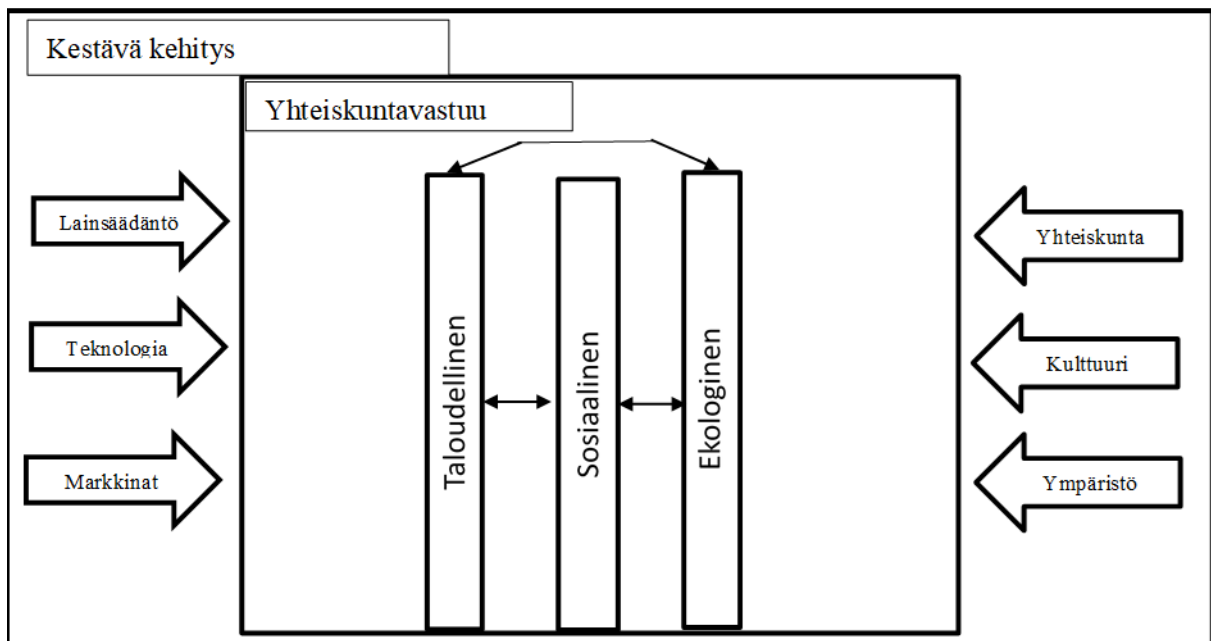 Kestävä kehitys
Yhteiskuntavastuu
Lainsäädäntö
Teknologia
Markkinat
Taloudellinen
Sosiaalinen
Ekologinen
Yhteiskunta
Kulttuuri
Ympäristö